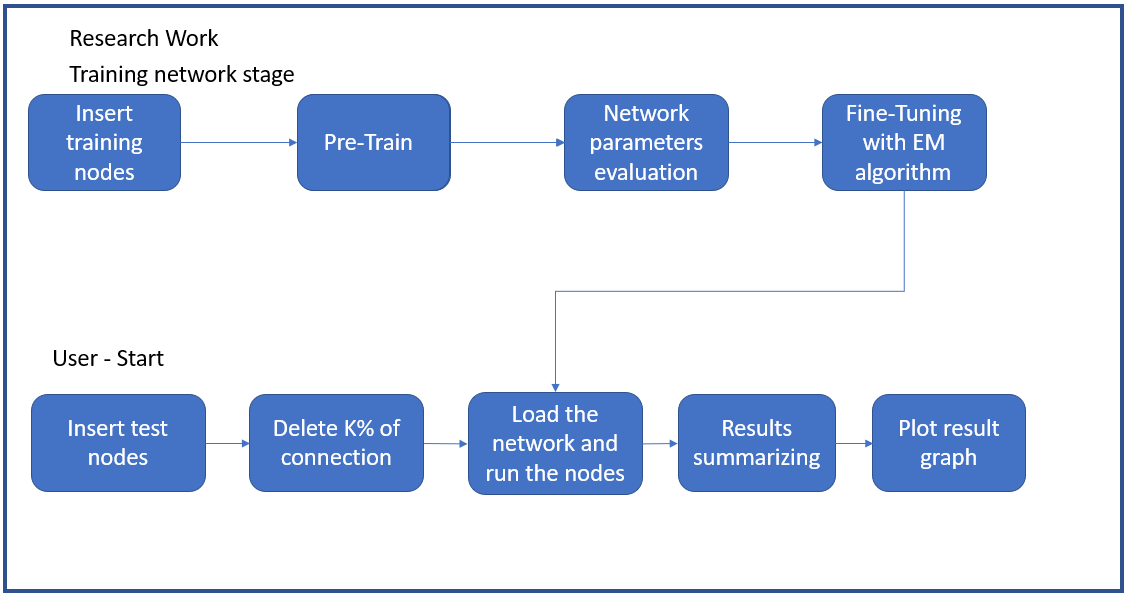 Research Work
Training network stage
Insert
training
nodes
Pre-Train
Network
parameters
evaluation
Fine-Tuning
with EM
algorithm
User - Start
Insert test
nodes
Delete K% of
connection
Load the
network and
run the nodes
Results
summarizing
Plot result
graph